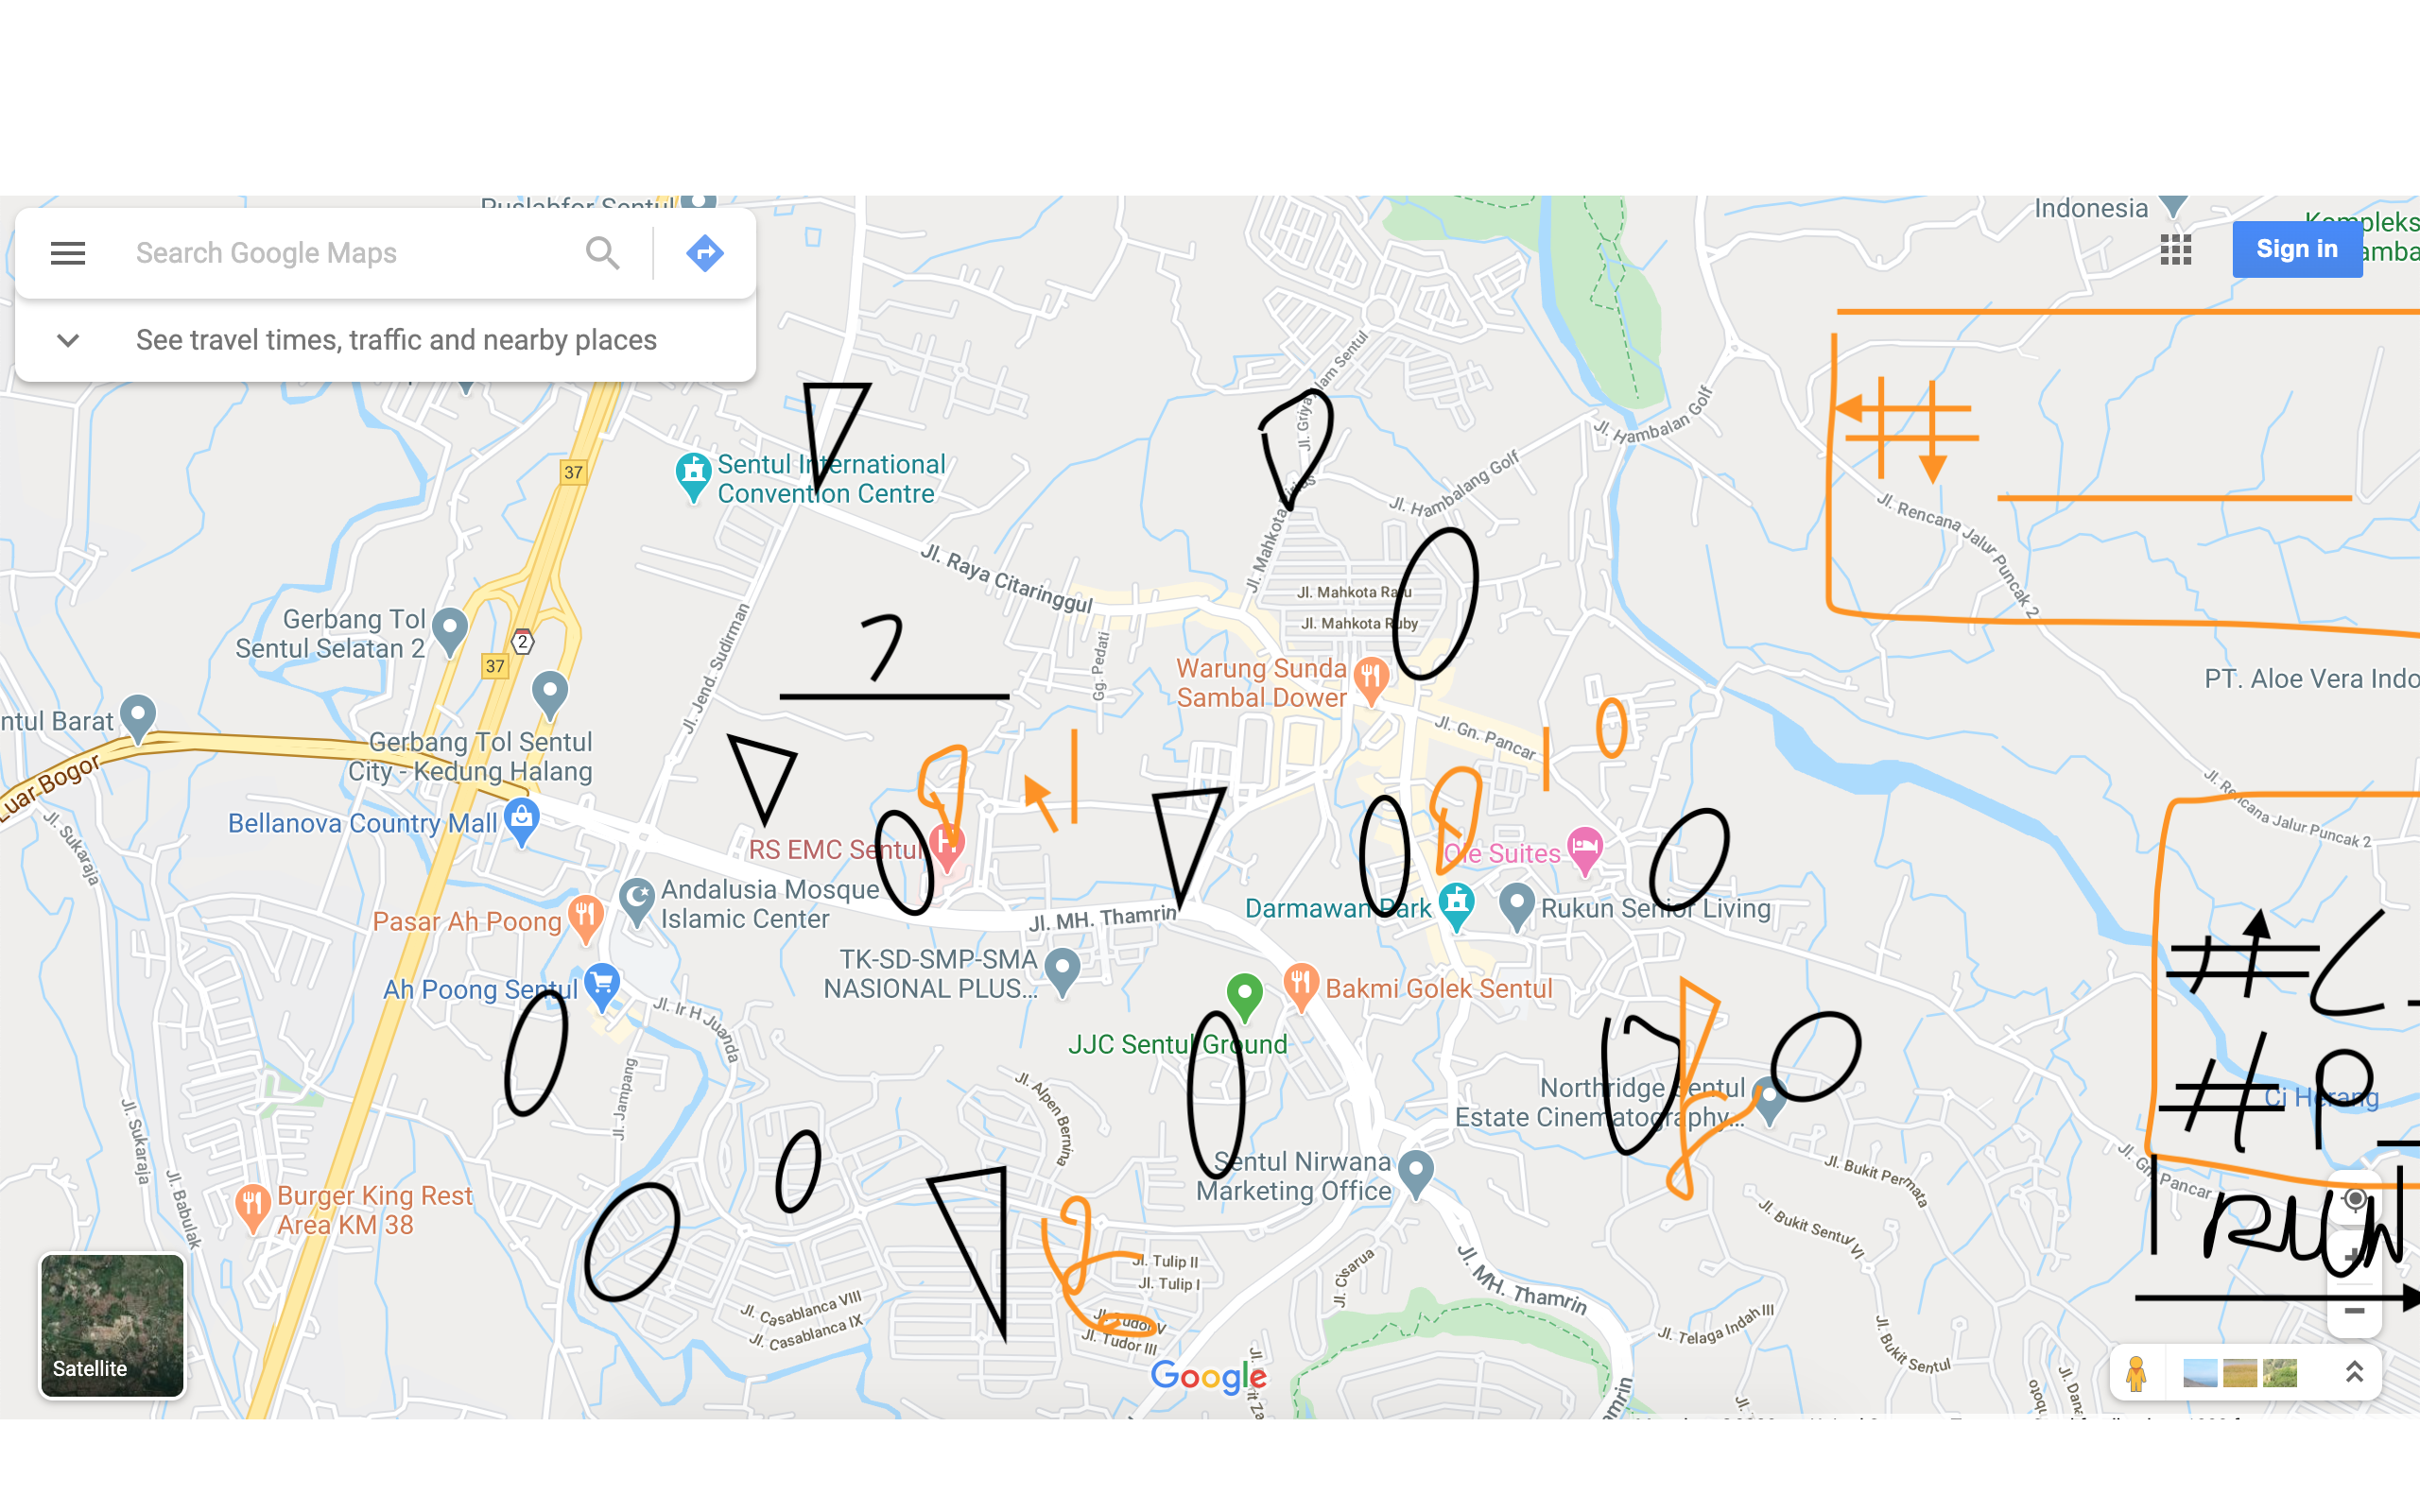 Puslabfor Sentul
Indonesia
Search Google Maps
Sign in
See travel times, traffic and nearby places
Jl. Griya Alam Sentul
Jl. Hambalan Golf
37
Sentul International
Convention Centre
Jl. Hambalang Golf
Jl. Rencana Jalur Puncak 2
Jl. Raya Citaringgul
Jl. Mahkota
Jl. Mahkota Ratu
Jl. Mahkota Ruby
Gerbang Tol
Sentul Selatan 2
2
37
Jl. Jend. Sudirman
Gg. Pedati
Warung Sunda
Sambal Dower
PT. Aloe Vera Indo
ntul Barat
Jl. Gn. Pancar
Gerbang Tol Sentul
City - Kedung Halang
Luar Bogor
Jl. Rencana Jalur Puncak 2
Bellanova Country Mall
Jl. Sukaraja
RS EMC Sentul
H
Ole Suites
Andalusia Mosque
Islamic Center
Pasar Ah Poong
Jl. MH. Thamrin
Darmawan Park
Rukun Senior Living
TK-SD-SMP-SMA
NASIONAL PLUS...
Ah Poong Sentul
Bakmi Golek Sentul
Jl. Ir H Juanda
JJC Sentul Ground
Jl. Jampang
Jl. Alpen Bernina
Northridge Sentul
Estate Cinematography...
#P
Ci Herang
Jl. Sukaraja
Jl. Babulak
Sentul Nirwana
Marketing Office
Jl. Bukit Permata
Jl. Gn. Pancar
Burger King Rest
Area KM 38
Jl. Bukit Sentul VI
Jl. Tulip II
Jl. Tulip I
Jl. Cisarua
Jl. MH. Thamrin
Jl. Casablanca VIII
Jl. Casablanca IX
Jl. Tudor V
Jl. Tudor III
Jl. Telaga Indah III
Jl. Bukit Sentul
Satellite
Google